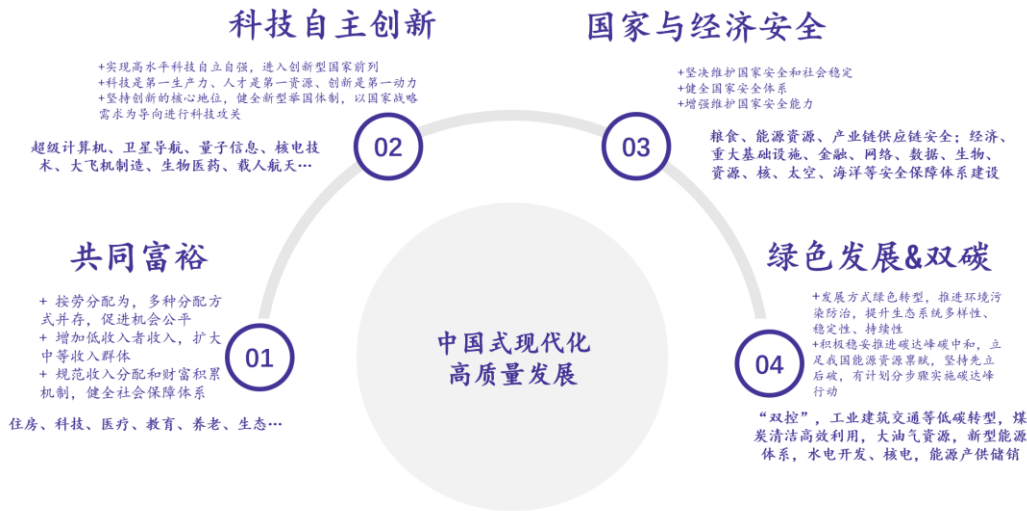 科技自主创新
+实现高水平科技自立自强，进入创新型国家前列
+科技是第一生产力、人才是第一资源、创新是第一动力
+坚持创新的核心地位，健全新型举国体制，以国家战略
需求为导向进行科技攻关
超级计算机、卫星导航、量子信息、核电技
术、大飞机制造、生物医药、载人航天…
02
国家与经济安全
+坚决维护国家安全和社会稳定
+健全国家安全体系
+增强维护国家安全能力
03
粮食、能源资源、产业链供应链安全；经济、
重大基础设施、金融、网络、数据、生物、
资源、核、太空、海洋等安全保障体系建设
共同富裕
+ 按劳分配为，多种分配方
式并存，促进机会公平
+ 增加低收入者收入，扩大
中等收入群体
+ 规范收入分配和财富积累
机制，健全社会保障体系
01
住房、科技、医疗、教育、养老、生态…
中国式现代化
高质量发展
绿色发展&双碳
+发展方式绿色转型，推进环境污
染防治，提升生态系统多样性、
稳定性、持续性
+积极稳妥推进碳达峰碳中和，立
足我国能源资源禀赋，坚持先立
后破，有计划分步骤实施碳达峰
行动
04
“双控”，工业建筑交通等低碳转型，煤
炭清洁高效利用，大油气资源，新型能源
体系，水电开发、核电，能源产供储销